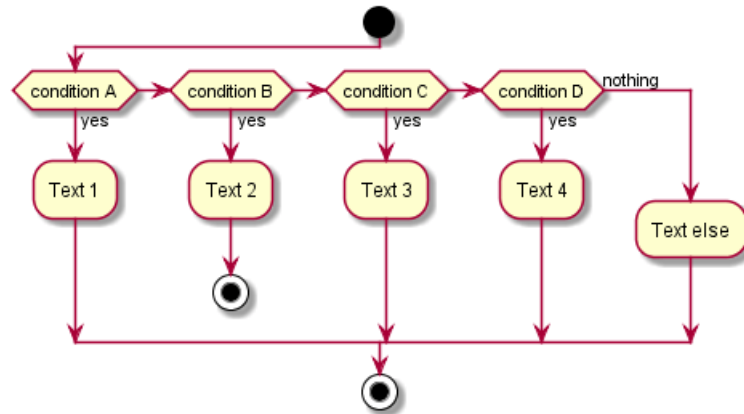 condition A
condition B
condition C
condition D
nothing
yes
yes
yes
yes
Text 1
Text 2
Text 3
Text 4
Text else